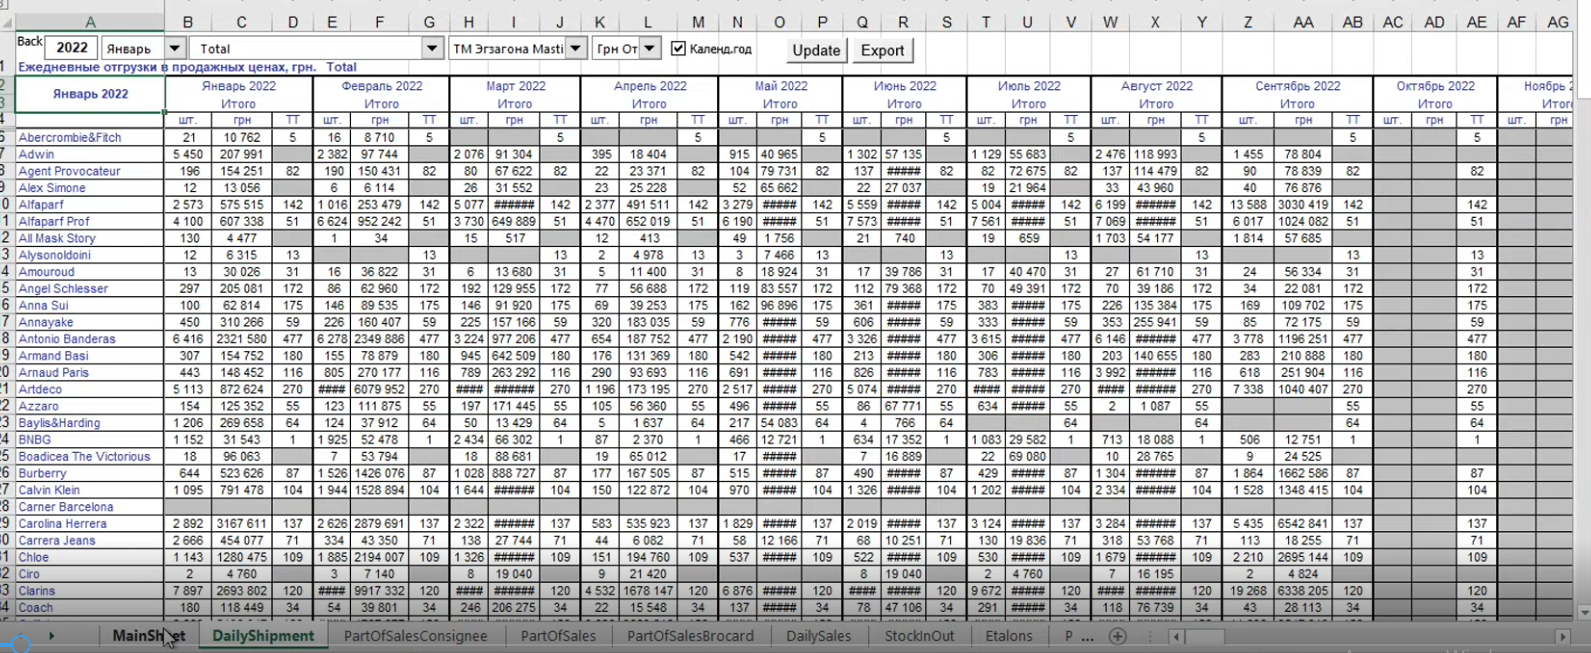 A B C D E F G H I J K L M N O P Q R S T U V W X Y Z AA AB AC AD AE AF AG
Back 2022 Январь Total ТМ Эгзагона Masti Грн От Календ.год Update Export
1 Ежедневные отгрузки в продажных ценах, грн. Total
2 Январь 2022 Январь 2022 Февраль 2022 Март 2022 Апрель 2022 Май 2022 Июнь 2022 Июль 2022 Август 2022 Сентябрь 2022 Октябрь 2022 Ноябрь 2
3 Итого Итого Итого Итого Итого Итого Итого Итого Итого Итого Итого
4 шт. грн ТТ шт. грн ТТ шт. грн ТТ шт. грн ТТ шт. грн ТТ шт. грн ТТ шт. грн ТТ шт. грн ТТ шт. грн ТТ шт. грн ТТ шт. грн
6 Abercrombie&Fitch 21 10 762 5 16 8 710 5 5 5 5 5 5 5 5 5
7 Adwin 5 450 207 991 2 382 97 744 2 076 91 304 395 18 404 915 40 965 1 302 57 135 1 129 55 683 2 476 118 993 1 455 78 804
8 Agent Provocateur 196 154 251 82 190 150 431 82 80 67 622 82 22 23 371 82 104 79 731 82 137 ##### 82 82 72 675 82 137 114 479 82 90 78 839 82 82
9 Alex Simone 12 13 056 6 6 114 26 31 552 23 25 228 52 65 662 22 27 037 19 21 964 33 43 960 40 76 876
10 Alfaparf 2 573 575 515 142 1 016 253 479 142 5 077 ###### 142 2 377 491 511 142 3 279 ##### 142 5 559 ##### 142 5 004 ##### 142 6 199 ###### 142 13 588 3030 419 142 142
11 Alfaparf Prof 4 100 607 338 51 6 624 952 242 51 3 730 649 889 51 4 470 652 019 51 6 190 ##### 51 7 573 ##### 51 7 561 ##### 51 7 069 ###### 51 6 017 1024 082 51 51
12 All Mask Story 130 4 477 1 34 15 517 12 413 49 1 756 21 740 19 659 1 703 54 177 1 814 57 685
13 Alysonoldoini 12 6 315 13 13 13 2 4 978 13 3 7 466 13 13 13 13 13 13
14 Amouroud 13 30 026 31 16 36 822 31 6 13 680 31 5 11 400 31 8 18 924 31 17 39 786 31 17 40 470 31 27 61 710 31 24 56 334 31 31
15 Angel Schlesser 297 205 081 172 86 62 960 172 192 129 955 172 77 56 688 172 119 83 557 172 112 79 368 172 70 49 391 172 70 39 186 172 34 22 081 172 172
16 Anna Sui 100 62 814 175 146 89 535 175 146 91 920 175 69 39 253 175 162 96 896 175 361 ##### 175 383 ##### 175 226 135 384 175 169 109 702 175 175
17 Annayake 450 310 266 59 226 160 407 59 225 157 166 59 320 183 035 59 776 ##### 59 606 ##### 59 333 ##### 59 353 255 941 59 85 72 175 59 59
18 Antonio Banderas 6 416 2321 580 477 6 278 2349 886 477 3 224 977 206 477 654 187 752 477 2 190 ##### 477 3 326 ##### 477 3 615 ##### 477 6 146 ###### 477 3 778 1196 251 477 477
19 Armand Basi 307 154 752 180 155 78 879 180 945 642 509 180 176 131 369 180 542 ##### 180 213 ##### 180 306 ##### 180 203 140 655 180 283 210 888 180 180
20 Arnaud Paris 443 148 452 116 805 270 177 116 789 263 292 116 290 93 693 116 691 ##### 116 826 ##### 116 783 ##### 116 3 992 ###### 116 618 251 904 116 116
21 Artdeco 5 113 872 624 270 #### 6079 952 270 #### ###### 270 1 196 173 195 270 2 517 ##### 270 5 074 ##### 270 #### ##### 270 #### ###### 270 7 338 1040 407 270 270
22 Azzaro 154 125 352 55 123 111 875 55 197 171 445 55 105 56 360 55 496 ##### 55 86 67 771 55 634 ##### 55 2 1 087 55 55 55
23 Baylis&Harding 1 206 269 658 64 124 37 912 64 50 13 429 64 5 1 637 64 217 54 083 64 4 766 64 64 64 64 64
24 BNBG 1 152 31 543 1 1 925 52 478 1 2 434 66 302 1 87 2 370 1 466 12 721 1 634 17 352 1 1 083 29 582 1 713 18 088 1 506 12 751 1 1
25 Boadicea The Victorious 18 96 063 7 53 794 18 88 681 19 65 012 17 ##### 7 16 889 22 69 080 10 28 765 9 24 525
26 Burberry 644 523 626 87 1 526 1426 076 87 1 028 888 727 87 177 167 505 87 515 ##### 87 490 ##### 87 429 ##### 87 1 304 ###### 87 1 864 1662 586 87 87
27 Calvin Klein 1 095 791 478 104 1 944 1528 894 104 1 644 ###### 104 150 122 872 104 970 ##### 104 1 326 ##### 104 1 202 ##### 104 2 334 ###### 104 1 528 1348 415 104 104
28 Carner Barcelona
29 Carolina Herrera 2 892 3167 611 137 2 626 2879 691 137 2 322 ###### 137 583 535 923 137 1 829 ##### 137 2 019 ##### 137 3 124 ##### 137 3 284 ###### 137 5 435 6542 841 137 137
30 Carrera Jeans 2 666 454 077 71 334 43 350 71 138 27 744 71 44 6 082 71 58 12 166 71 68 10 251 71 130 19 836 71 318 53 768 71 113 18 255 71 71
31 Chloe 1 143 1280 475 109 1 885 2194 007 109 1 326 ###### 109 151 194 760 109 537 ##### 109 522 ##### 109 530 ##### 109 1 679 ###### 109 2 210 2695 144 109 109
32 Ciro 2 4 760 3 7 140 8 19 040 9 21 420 8 19 040 2 4 760 7 16 195 2 4 824
33 Clarins 7 897 2693 802 120 #### 9917 332 120 #### ###### 120 4 532 1678 147 120 6 876 ##### 120 #### ##### 120 9 672 ##### 120 #### ###### 120 19 268 6338 205 120 120
34 Coach 180 118 449 34 54 39 801 34 246 206 275 34 22 15 548 34 137 ##### 34 78 47 106 34 291 ##### 34 118 76 739 34 43 28 113 34 34
MainSheet DailyShipment PartOfSalesConsignee PartOfSales PartOfSalesBrocard DailySales StockInOut Etalons P ...